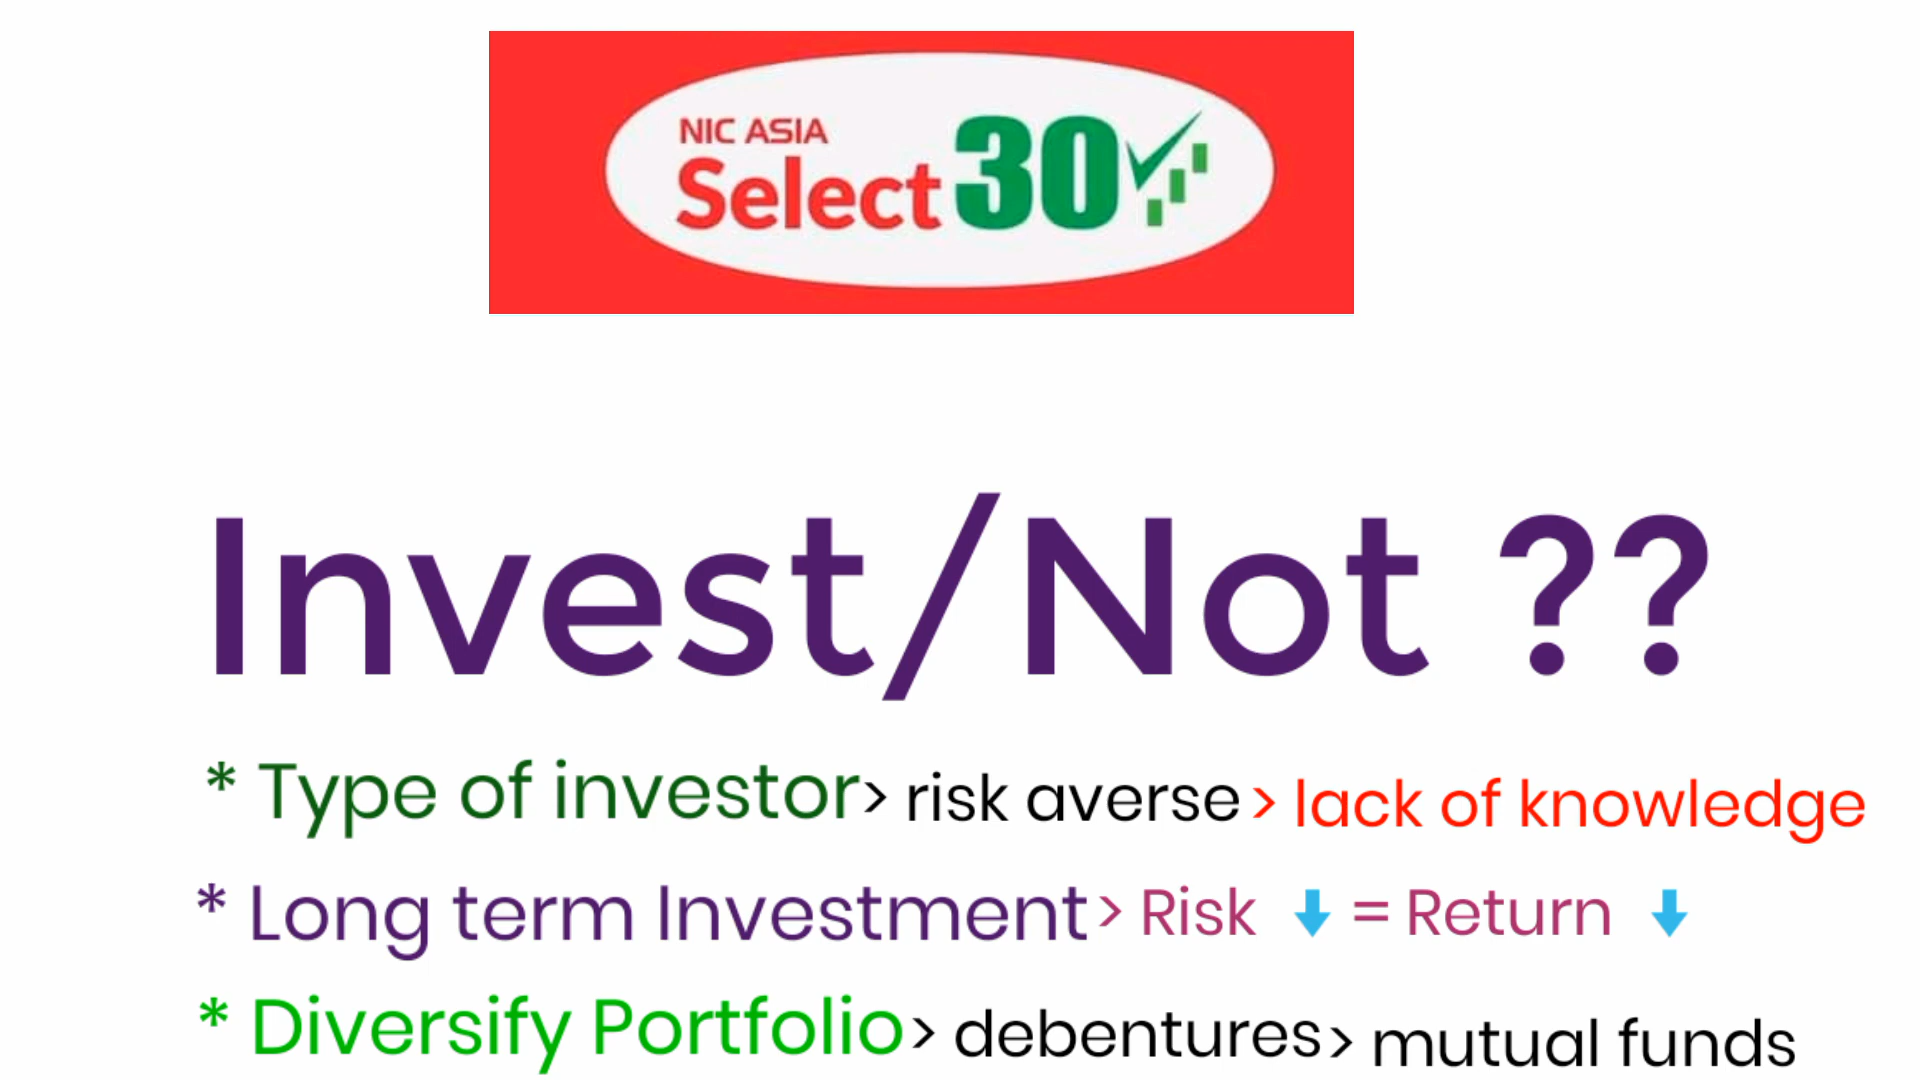 NIC ASIA
Select 30
Invest/Not ??
* Type of investor> risk averse > lack of knowledge
* Long term Investment> Risk ⬇ = Return ⬇
* Diversify Portfolio> debentures> mutual funds